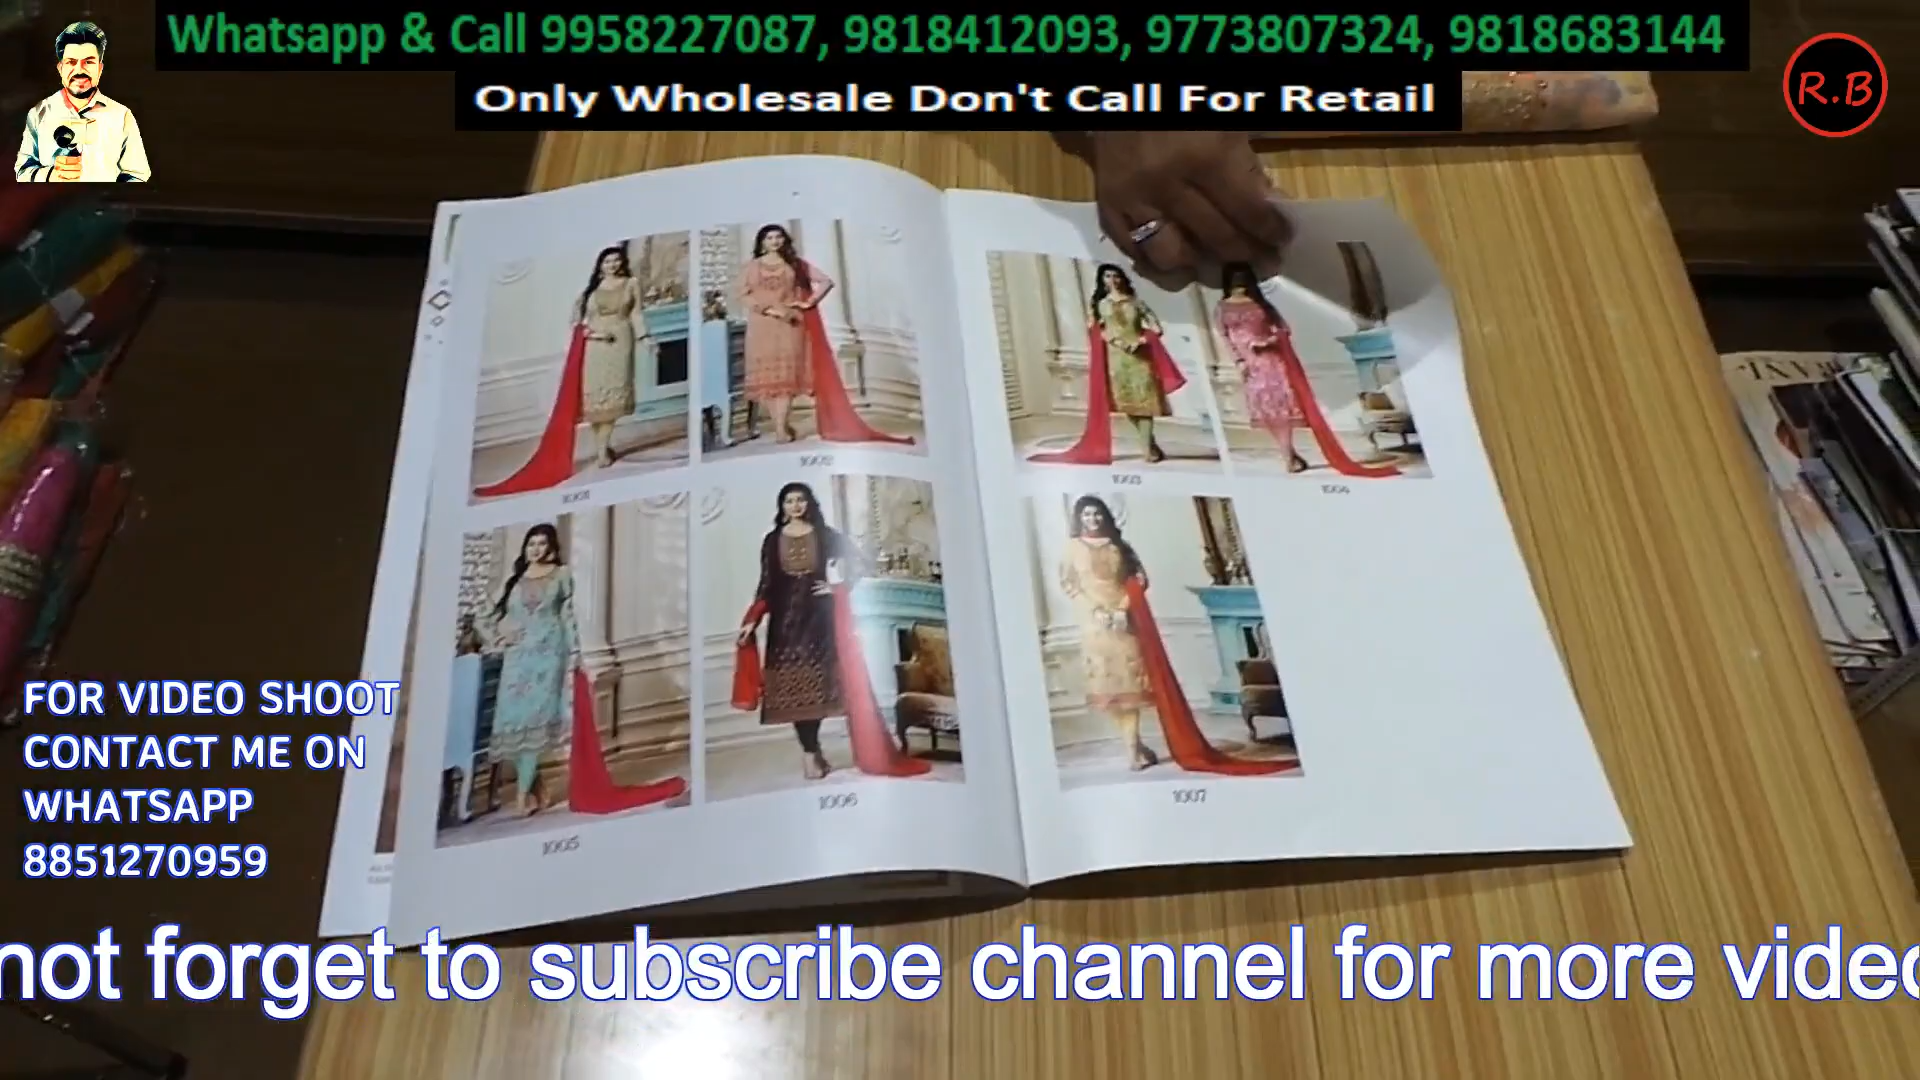 Whatsapp & Call 9958227087, 9818412093, 9773807324, 9818683144
Only Wholesale Don't Call For Retail
R.B
1001
1002
1003
1004
1005
1006
1007
FOR VIDEO SHOOT
CONTACT ME ON
WHATSAPP
8851270959
not forget to subscribe channel for more video